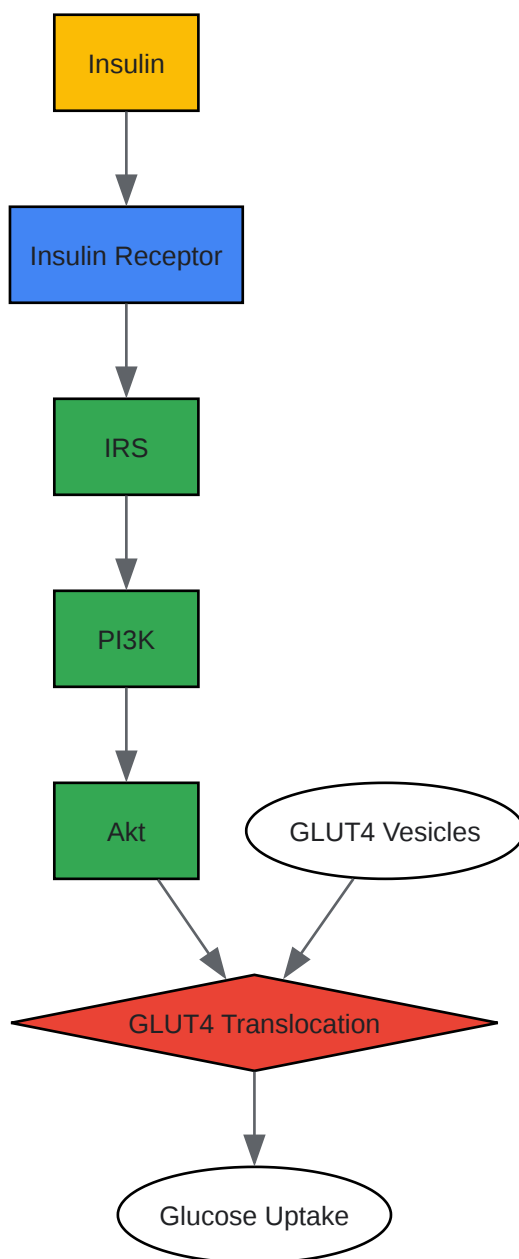 Insulin
Insulin Receptor
IRS
PI3K
Akt
GLUT4 Vesicles
GLUT4 Translocation
Glucose Uptake